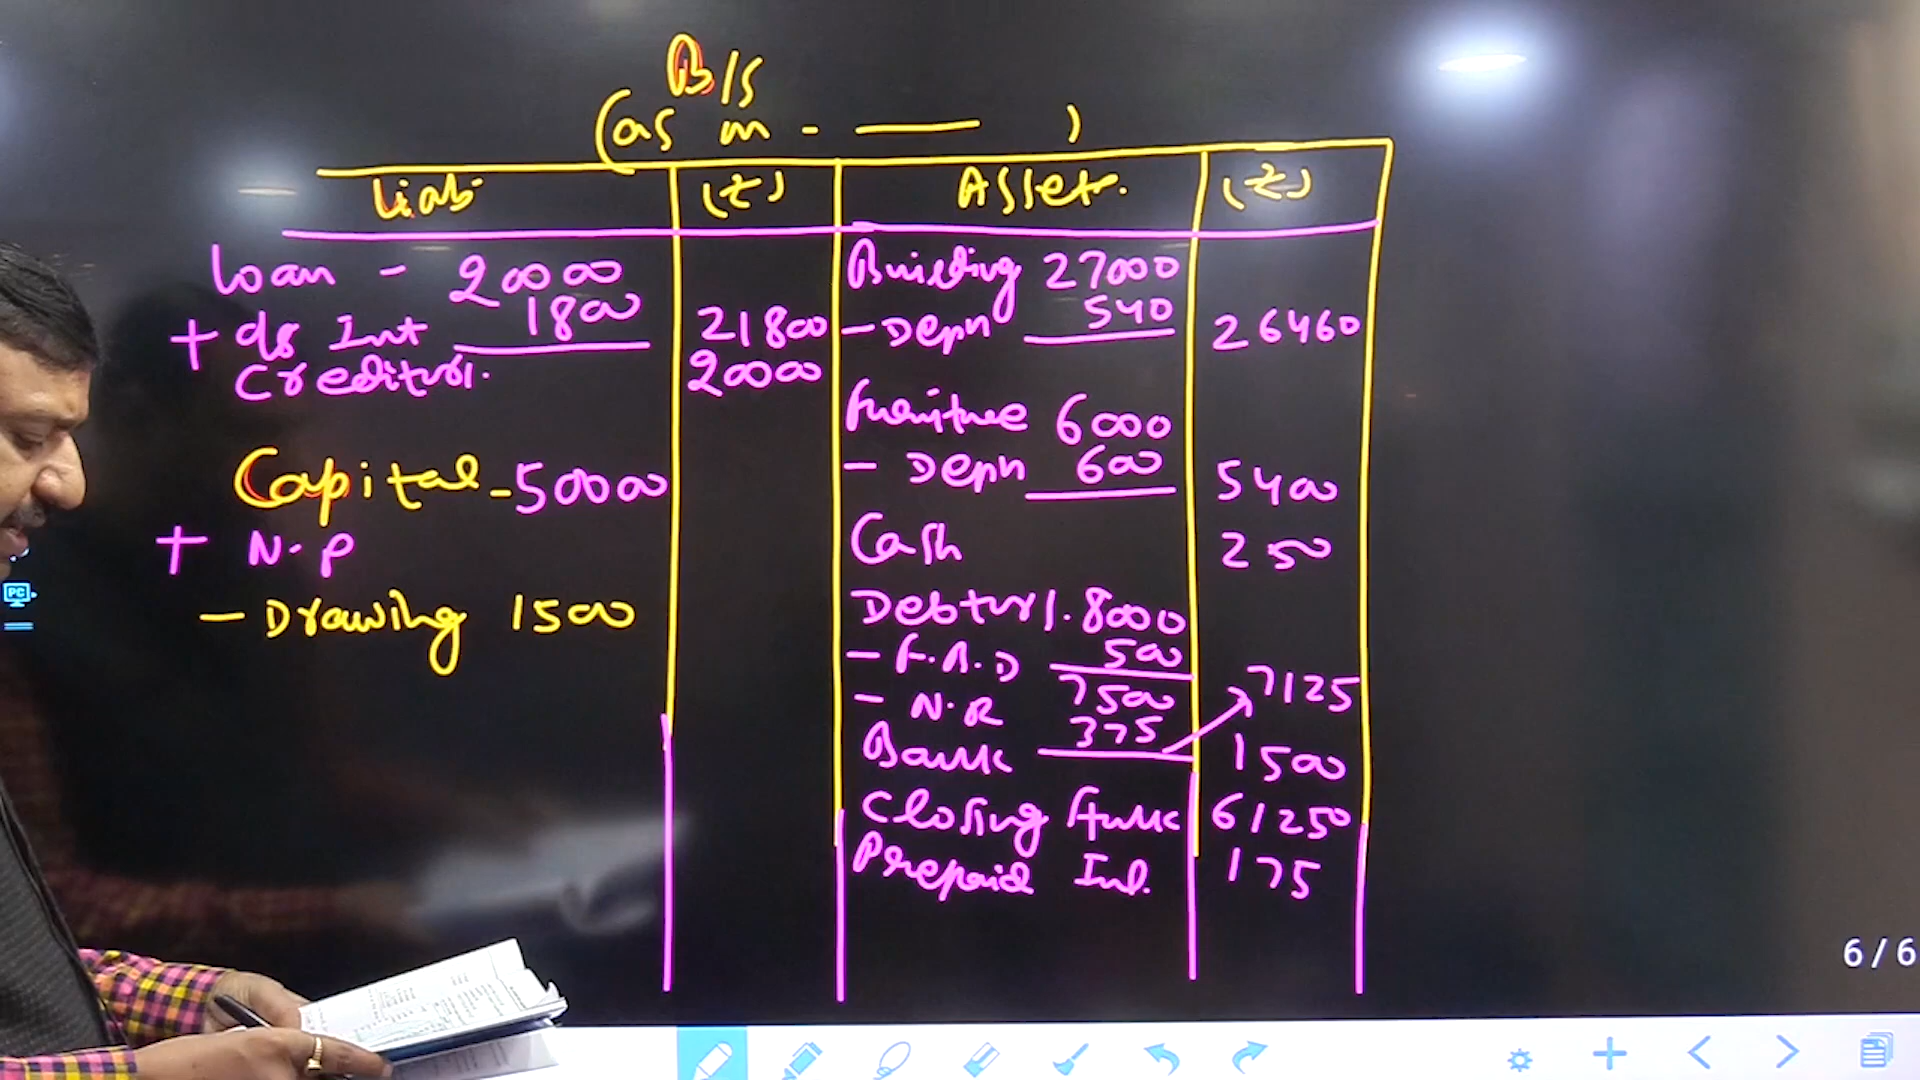 B/S
(as on - —— )
Liab (₹) Assets. (₹)
Loan - 20000
+ o/s Int 1800 21800
Creditors. 20000
Capital - 50000
+ N.P
- Drawing 1500
Building 27000
- Depn 540 26460
Furniture 6000
- Depn 600 5400
Cash 250
Debtors. 8000
- F.B.D 500
7500 7125
- N.R 375
Bank 1500
Closing Stock 61250
Prepaid Ins. 175
PC
6/6